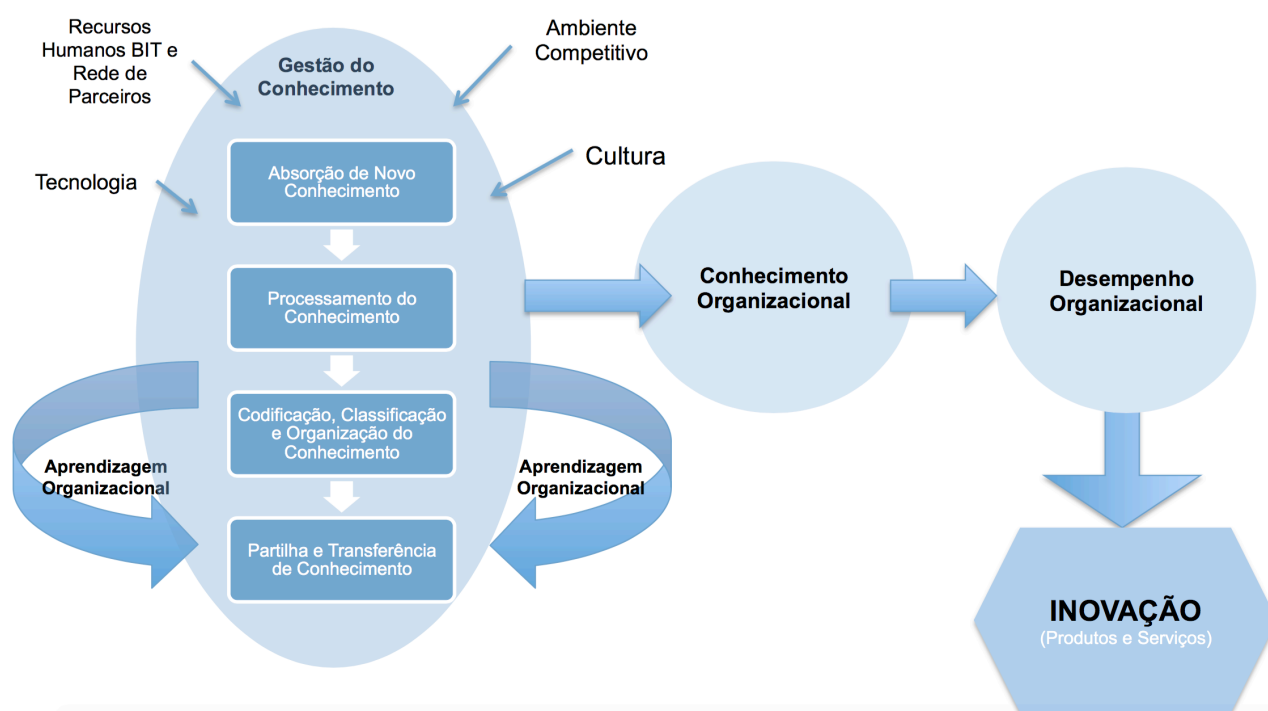 Recursos
Humanos BIT e
Rede de
Parceiros
Ambiente
Competitivo
Gestão do
Conhecimento
Tecnologia
Cultura
Absorção de Novo
Conhecimento
Processamento do
Conhecimento
Codificação, Classificação
e Organização do
Conhecimento
Partilha e Transferência
de Conhecimento
Aprendizagem
Organizacional
Aprendizagem
Organizacional
Conhecimento
Organizacional
Desempenho
Organizacional
INOVAÇÃO
(Produtos e Serviços)